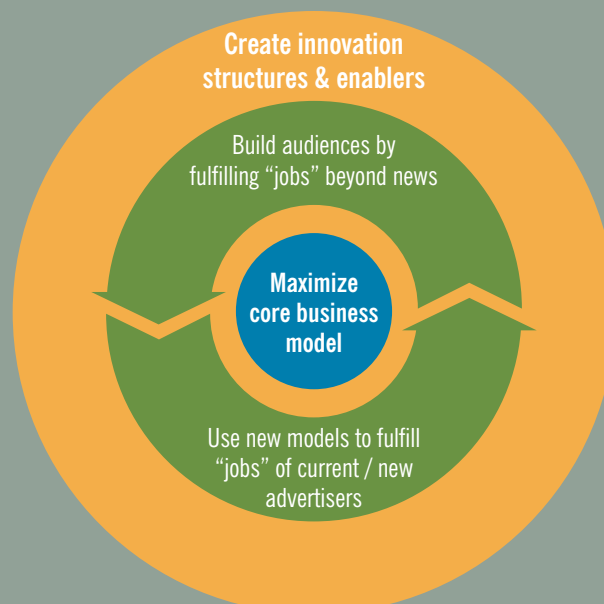 Create innovation
structures & enablers
Build audiences by
fulfilling “jobs” beyond news
Maximize
core business
model
Use new models to fulfill
“jobs” of current / new
advertisers